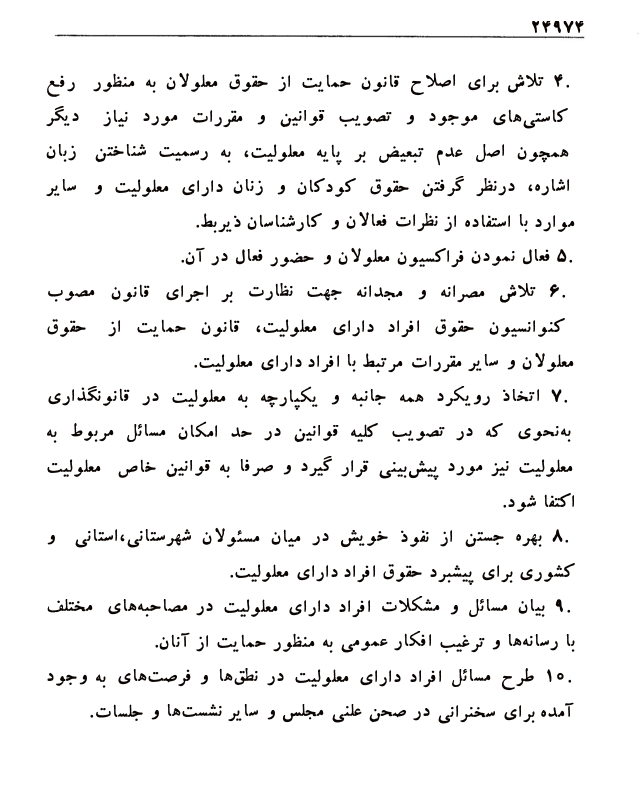 ۲۴۹۷۴
۴. تلاش برای اصلاح قانون حمایت از حقوق معلولان به منظور رفع
کاستی‌های موجود و تصویب قوانین و مقررات مورد نیاز دیگر
همچون اصل عدم تبعیض بر پایه معلولیت، به رسمیت شناختن زبان
اشاره، درنظر گرفتن حقوق کودکان و زنان دارای معلولیت و سایر
موارد با استفاده از نظرات فعالان و کارشناسان ذیربط.
۵. فعال نمودن فراکسیون معلولان و حضور فعال در آن.
۶. تلاش مصرانه و مجدانه جهت نظارت بر اجرای قانون مصوب
کنوانسیون حقوق افراد دارای معلولیت، قانون حمایت از حقوق
معلولان و سایر مقررات مرتبط با افراد دارای معلولیت.
۷. اتخاذ رویکرد همه جانبه و یکپارچه به معلولیت در قانونگذاری
به‌نحوی که در تصویب کلیه قوانین در حد امکان مسائل مربوط به
معلولیت نیز مورد پیش‌بینی قرار گیرد و صرفا به قوانین خاص معلولیت
اکتفا شود.
۸. بهره جستن از نفوذ خویش در میان مسئولان شهرستانی،استانی و
کشوری برای پیشبرد حقوق افراد دارای معلولیت.
۹. بیان مسائل و مشکلات افراد دارای معلولیت در مصاحبه‌های مختلف
با رسانه‌ها و ترغیب افکار عمومی به منظور حمایت از آنان.
۱۰. طرح مسائل افراد دارای معلولیت در نطق‌ها و فرصت‌های به وجود
آمده برای سخنرانی در صحن علنی مجلس و سایر نشست‌ها و جلسات.